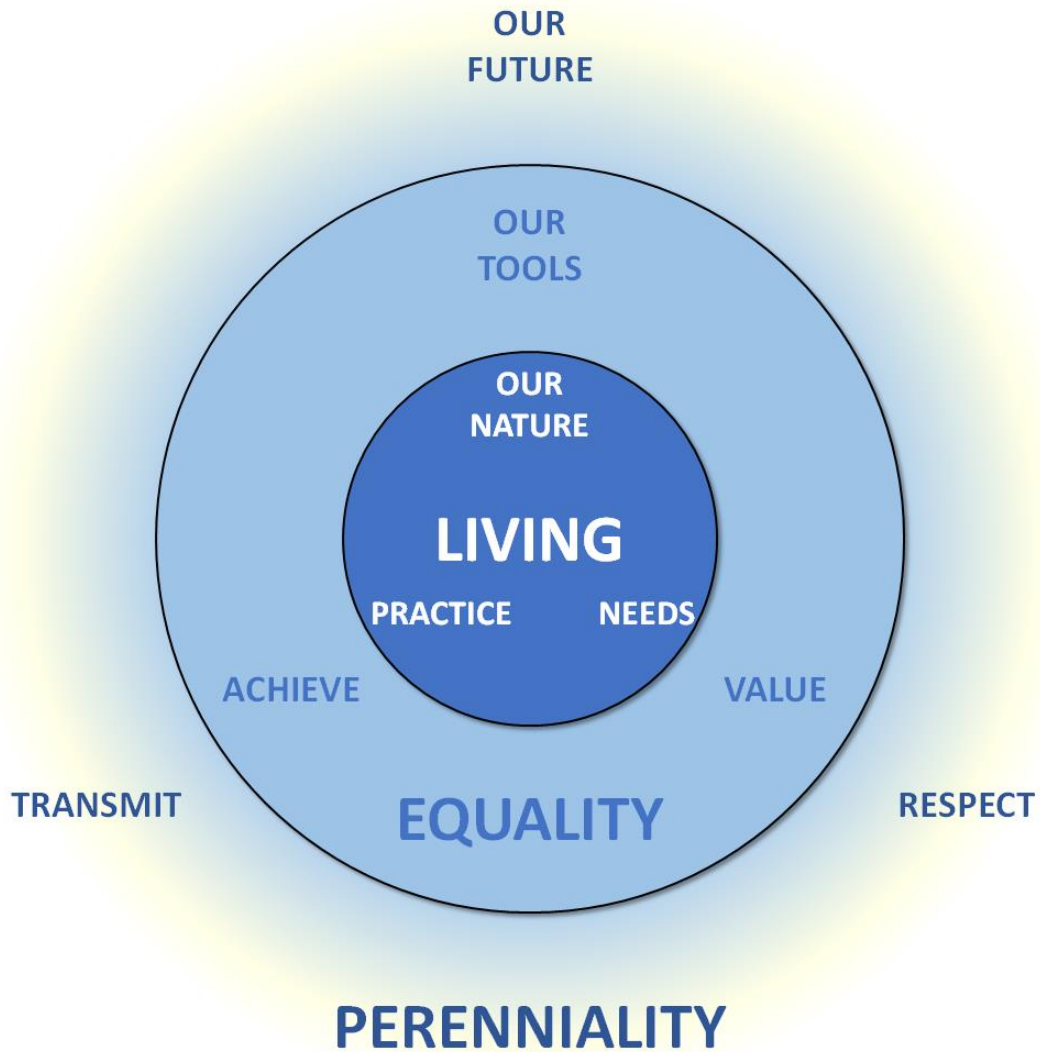 OUR
FUTURE
OUR
TOOLS
OUR
NATURE
LIVING
PRACTICE NEEDS
ACHIEVE VALUE
TRANSMIT RESPECT
EQUALITY
PERENNIALITY